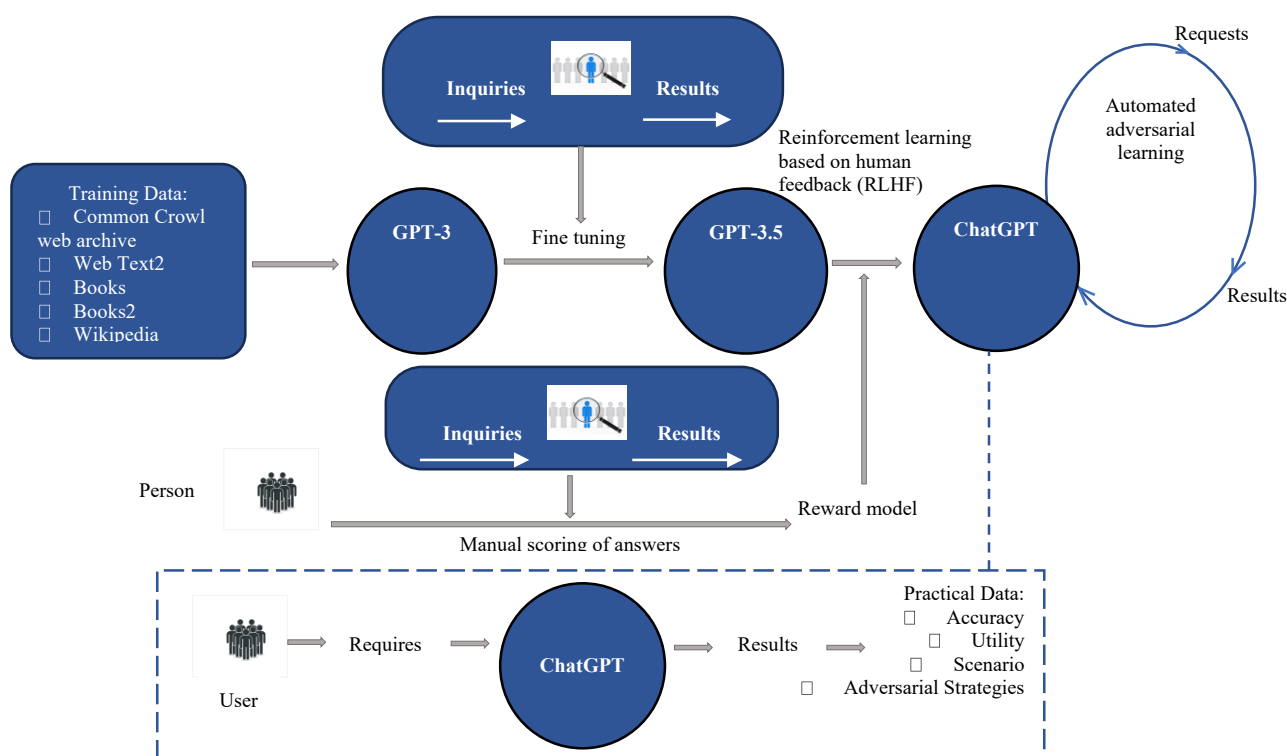 Requests
Automated
adversarial
learning
Results
Inquiries
Results
Reinforcement learning
based on human
feedback (RLHF)
Training Data:
Common Crowl
web archive
Web Text2
Books
Books2
Wikipedia
GPT-3
Fine tuning
GPT-3.5
ChatGPT
Inquiries
Results
Person
Manual scoring of answers
Reward model
User
Requires
ChatGPT
Results
Practical Data:
Accuracy
Utility
Scenario
Adversarial Strategies